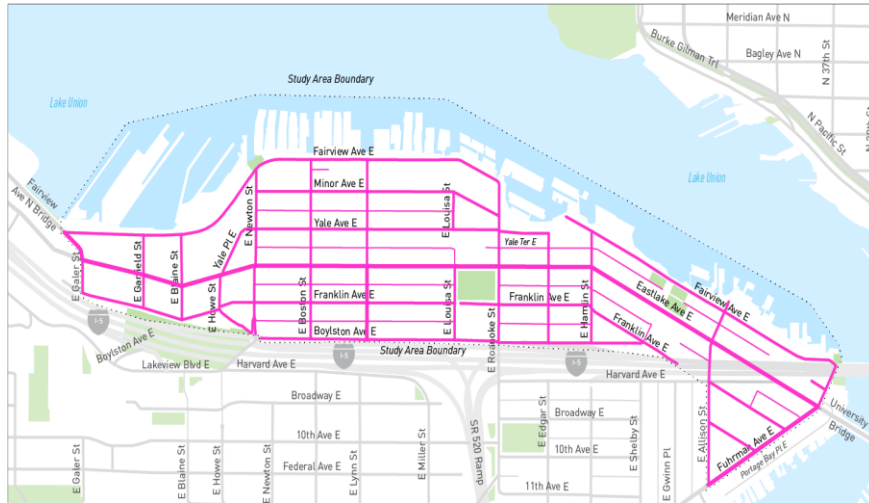 Meridian Ave N
Burke Gilman Trl
Bagley Ave N
N 37th St
N Pacific St
Study Area Boundary
Lake Union
Lake Union
Fairview
Ave N Bridge
Fairview Ave E
Minor Ave E
E Newton St
E Louisa St
Yale Ave E
Yale Pl E
Yale Ter E
E Galer St
E Garfield St
E Blaine St
E Howe St
E Boston St
Franklin Ave E
Boylston Ave E
E Louisa St
E Roanoke St
Franklin Ave E
E Hamlin St
Franklin Ave E
Eastlake Ave E
Fairview Ave E
I-5
Boylston Ave E
Lakeview Blvd E
Harvard Ave E
I-5
Study Area Boundary
I-5
Harvard Ave E
Broadway E
10th Ave E
Federal Ave E
E Galer St
E Blaine St
E Howe St
E Newton St
E Lynn St
E Miller St
SR 520 Ramp
E Edgar St
Broadway E
10th Ave E
11th Ave E
E Shelby St
E Gwinn Pl
E Allison St
Fuhrman Ave E
Portage Bay Pl E
University
Bridge